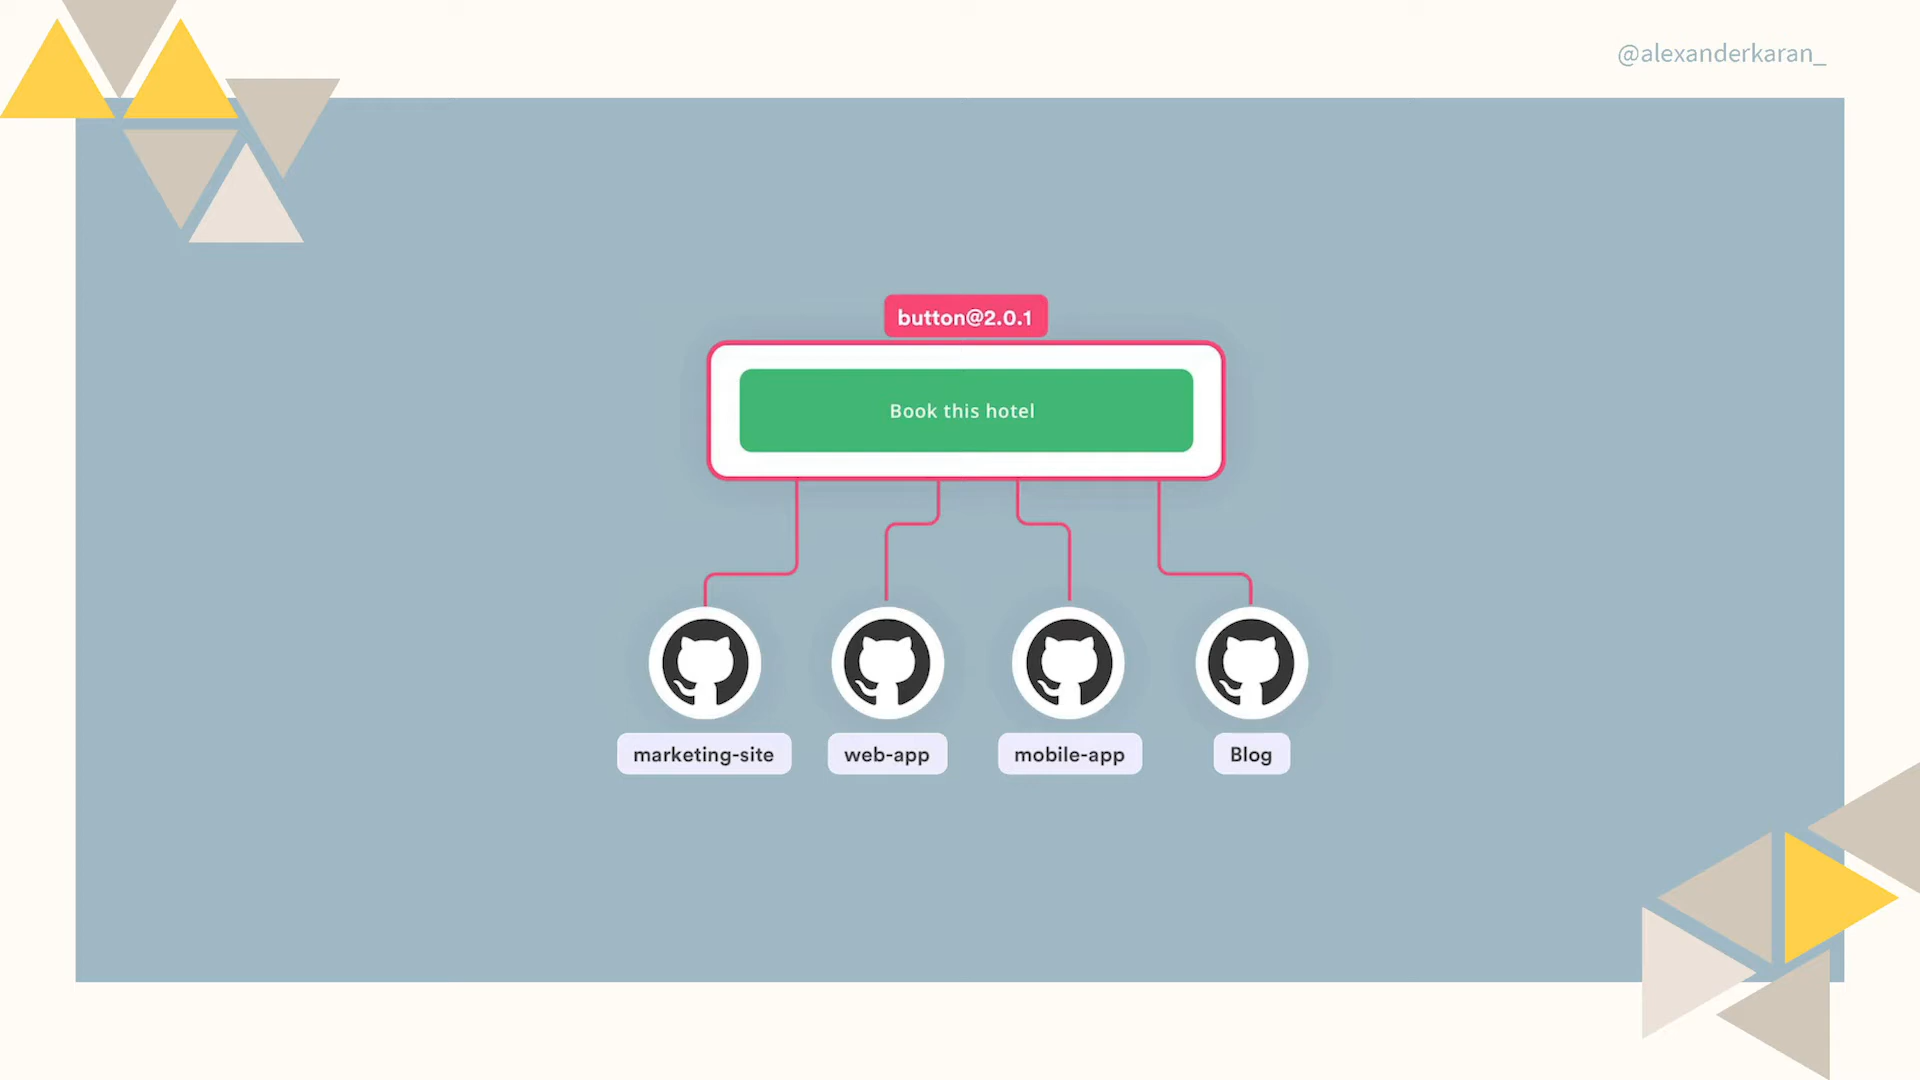 @alexanderkaran_
button@2.0.1
Book this hotel
marketing-site
web-app
mobile-app
Blog